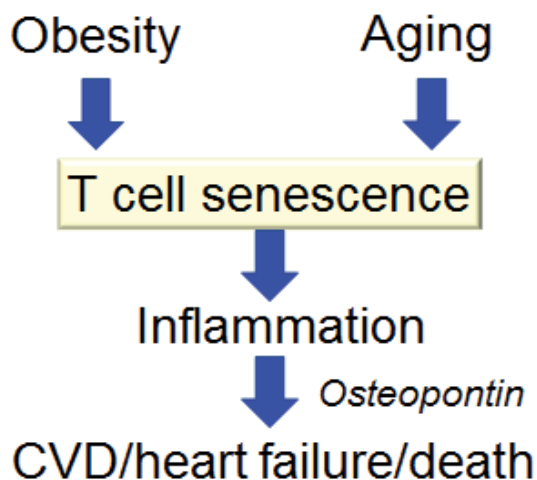 Obesity Aging
T cell senescence
Inflammation
Osteopontin
CVD/heart failure/death